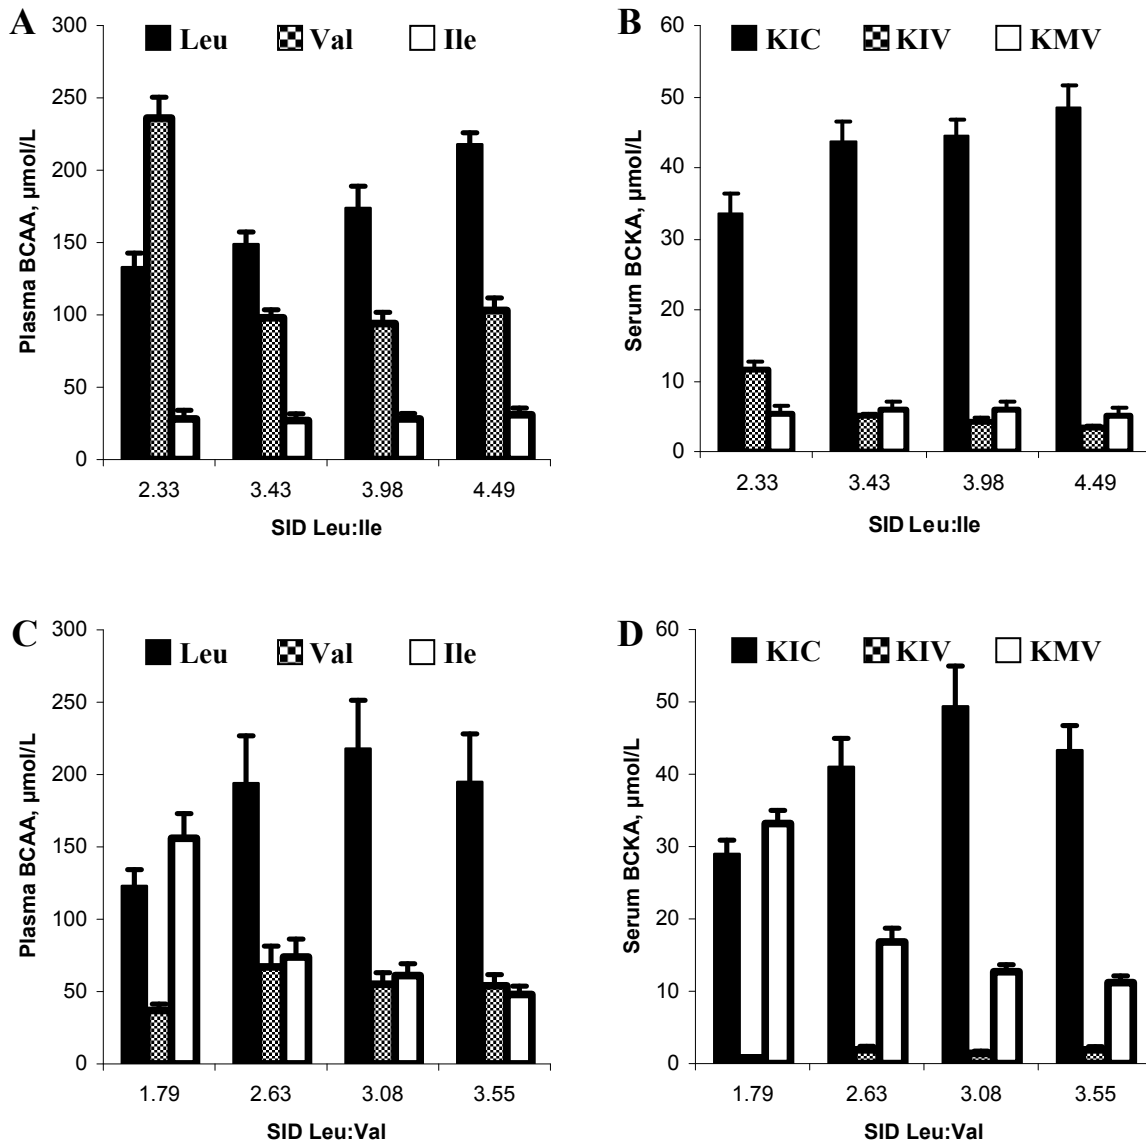 A
Leu Val Ile
Plasma BCAA, µmol/L
300
250
200
150
100
50
0
2.33 3.43 3.98 4.49
SID Leu:Ile
B
KIC KIV KMV
Serum BCKA, µmol/L
60
50
40
30
20
10
0
2.33 3.43 3.98 4.49
SID Leu:Ile
C
Leu Val Ile
Plasma BCAA, µmol/L
300
250
200
150
100
50
0
1.79 2.63 3.08 3.55
SID Leu:Val
D
KIC KIV KMV
Serum BCKA, µmol/L
60
50
40
30
20
10
0
1.79 2.63 3.08 3.55
SID Leu:Val